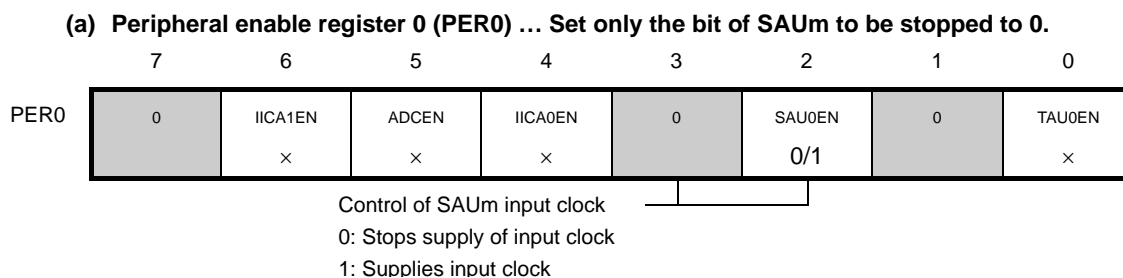 (a) Peripheral enable register 0 (PER0) … Set only the bit of SAUm to be stopped to 0.
7 6 5 4 3 2 1 0
PER0 0 IICA1EN ADCEN IICA0EN 0 SAU0EN 0 TAU0EN
× × × 0/1 ×
Control of SAUm input clock
0: Stops supply of input clock
1: Supplies input clock